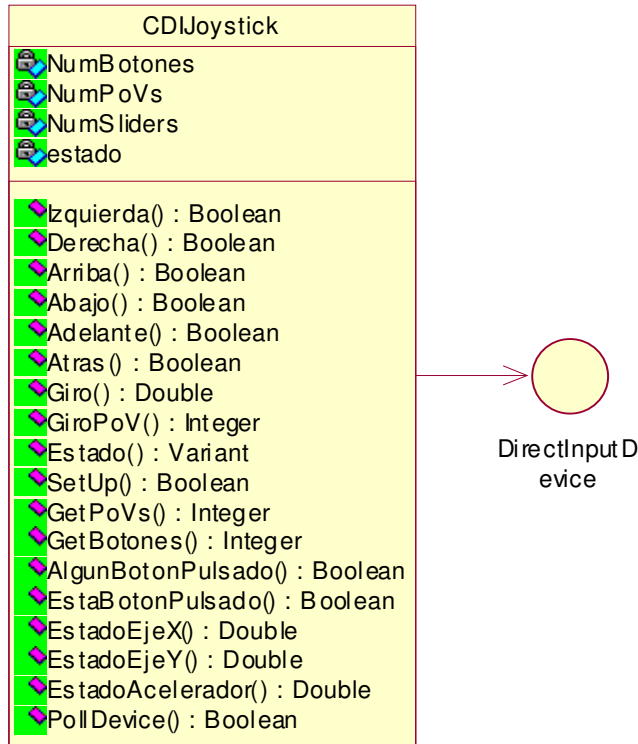 CDIJoystick
NumBotones
NumPoVs
NumSliders
estado
Izquierda() : Boolean
Derecha() : Boolean
Arriba() : Boolean
Abajo() : Boolean
Adelante() : Boolean
Atras() : Boolean
Giro() : Double
GiroPoV() : Integer
Estado() : Variant
SetUp() : Boolean
GetPoVs() : Integer
GetBotones() : Integer
AlgunBotonPulsado() : Boolean
EstaBotonPulsado() : Boolean
EstadoEjeX() : Double
EstadoEjeY() : Double
EstadoAcelerador() : Double
PollDevice() : Boolean
DirectInputD
evice